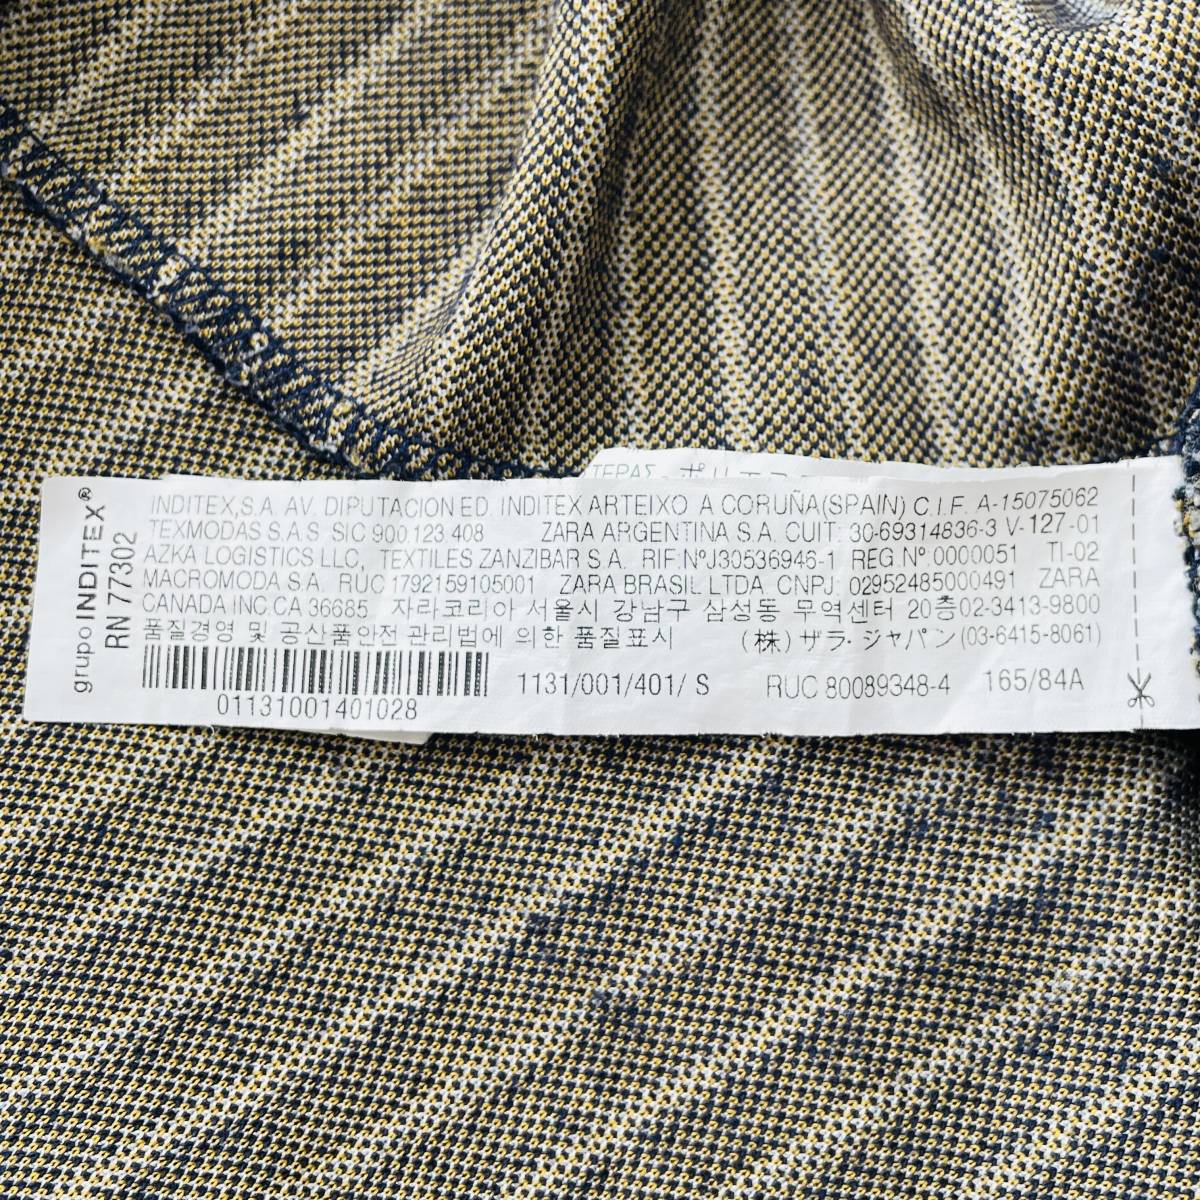 ΤΕΡΑΣ
grupo INDITEX®
RN 77302
INDITEX,S.A. AV. DIPUTACION ED. INDITEX ARTEIXO A CORUÑA(SPAIN) C.I.F. A-15075062
TEXMODAS S.A.S SIC 900.123.408 ZARA ARGENTINA S.A. CUIT: 30-69314836-3 V-127-01
AZKA LOGISTICS LLC, TEXTILES ZANZIBAR S.A. RIF:NºJ30536946-1 REG.Nº:0000051 TI-02
MACROMODA S.A. RUC 1792159105001 ZARA BRASIL LTDA. CNPJ: 02952485000491 ZARA
CANADA INC.CA 36685 자라코리아 서울시 강남구 삼성동 무역센터 20층02-3413-9800
품질경영 및 공산품안전 관리법에 의한 품질표시 (株) ザラ・ジャパン (03-6415-8061)
1131/001/401/ S RUC 80089348-4 165/84A
01131001401028